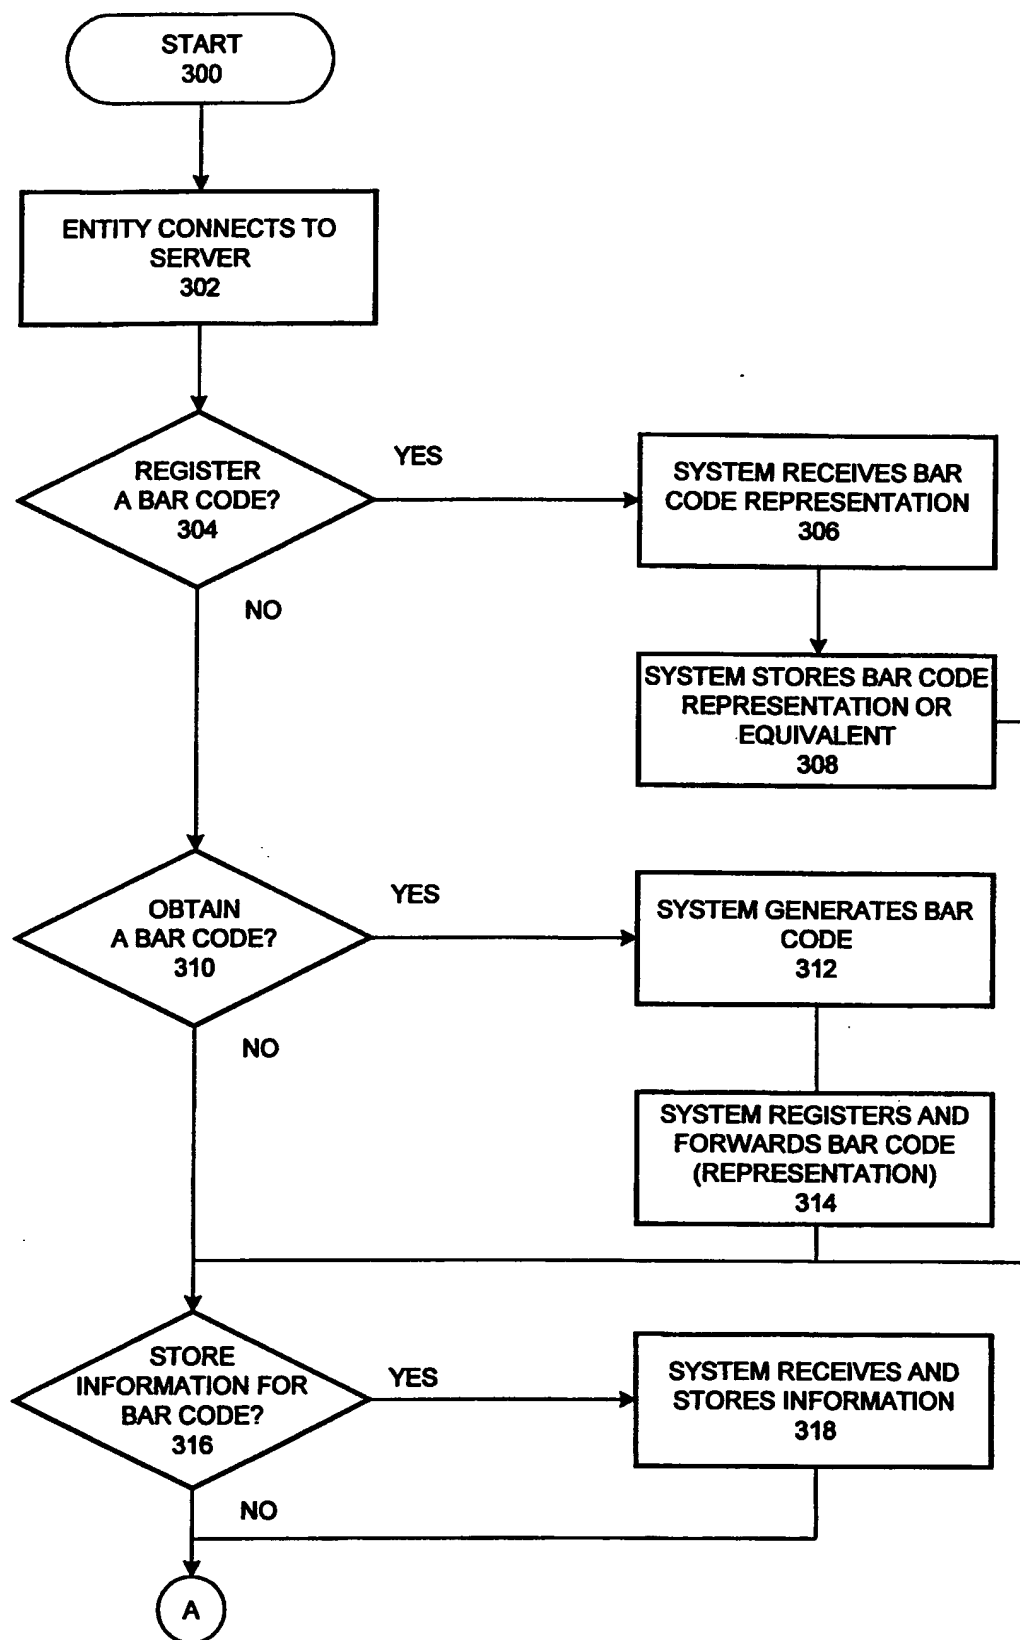 START
300
ENTITY CONNECTS TO
SERVER
302
REGISTER
A BAR CODE?
304
YES
SYSTEM RECEIVES BAR
CODE REPRESENTATION
306
NO
SYSTEM STORES BAR CODE
REPRESENTATION OR
EQUIVALENT
308
OBTAIN
A BAR CODE?
310
YES
SYSTEM GENERATES BAR
CODE
312
NO
SYSTEM REGISTERS AND
FORWARDS BAR CODE
(REPRESENTATION)
314
STORE
INFORMATION FOR
BAR CODE?
316
YES
SYSTEM RECEIVES AND
STORES INFORMATION
318
NO
A